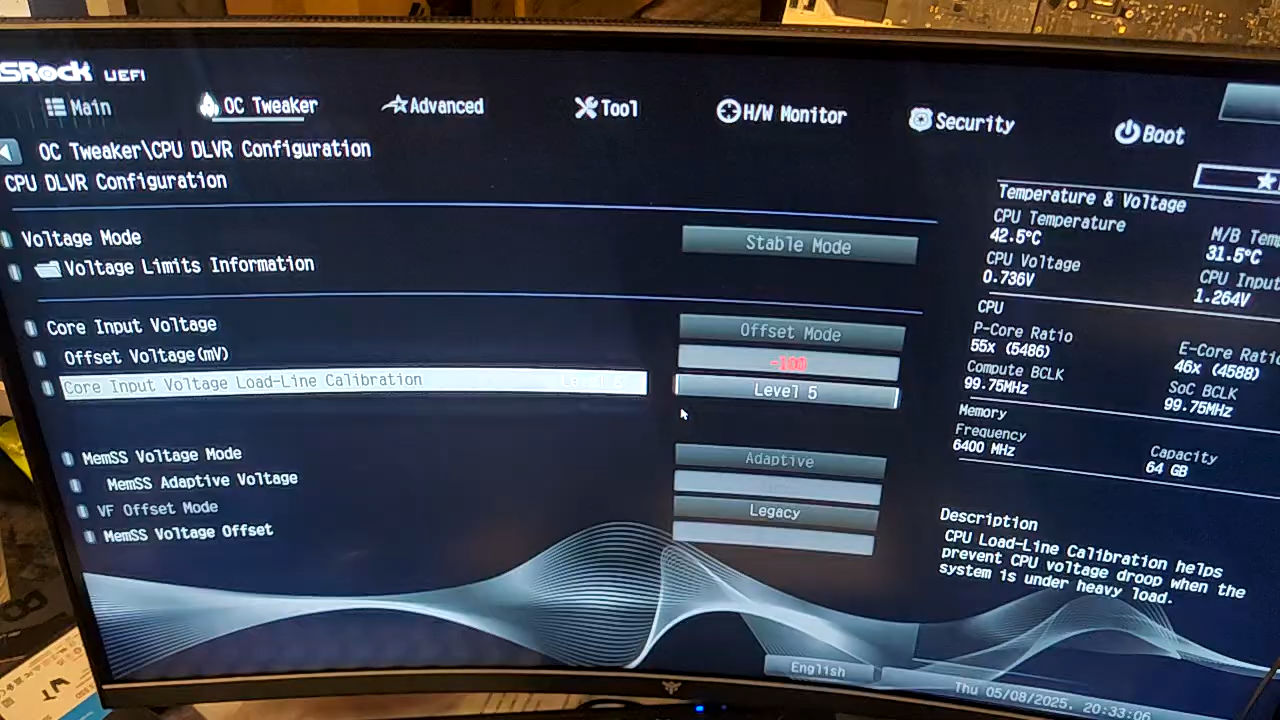 SRock UEFI
Main
OC Tweaker
Advanced
Tool
H/W Monitor
Security
Boot
OC Tweaker\CPU DLVR Configuration
CPU DLVR Configuration
Voltage Mode
Stable Mode
Voltage Limits Information
Core Input Voltage
Offset Mode
Offset Voltage(mV)
-100
Core Input Voltage Load-Line Calibration
Level 5
MemSS Voltage Mode
Adaptive
MemSS Adaptive Voltage
VF Offset Mode
Legacy
MemSS Voltage Offset
Temperature & Voltage
CPU Temperature
42.5°C
M/B Tem
31.5°C
CPU Voltage
0.736V
CPU Input
1.264V
CPU
P-Core Ratio
55x (5486)
E-Core Ratio
46x (4588)
Compute BCLK
99.75MHz
SoC BCLK
99.75MHz
Memory
Frequency
6400 MHz
Capacity
64 GB
Description
CPU Load-Line Calibration helps
prevent CPU voltage droop when the
system is under heavy load.
English
Thu 05/08/2025. 20:33:06